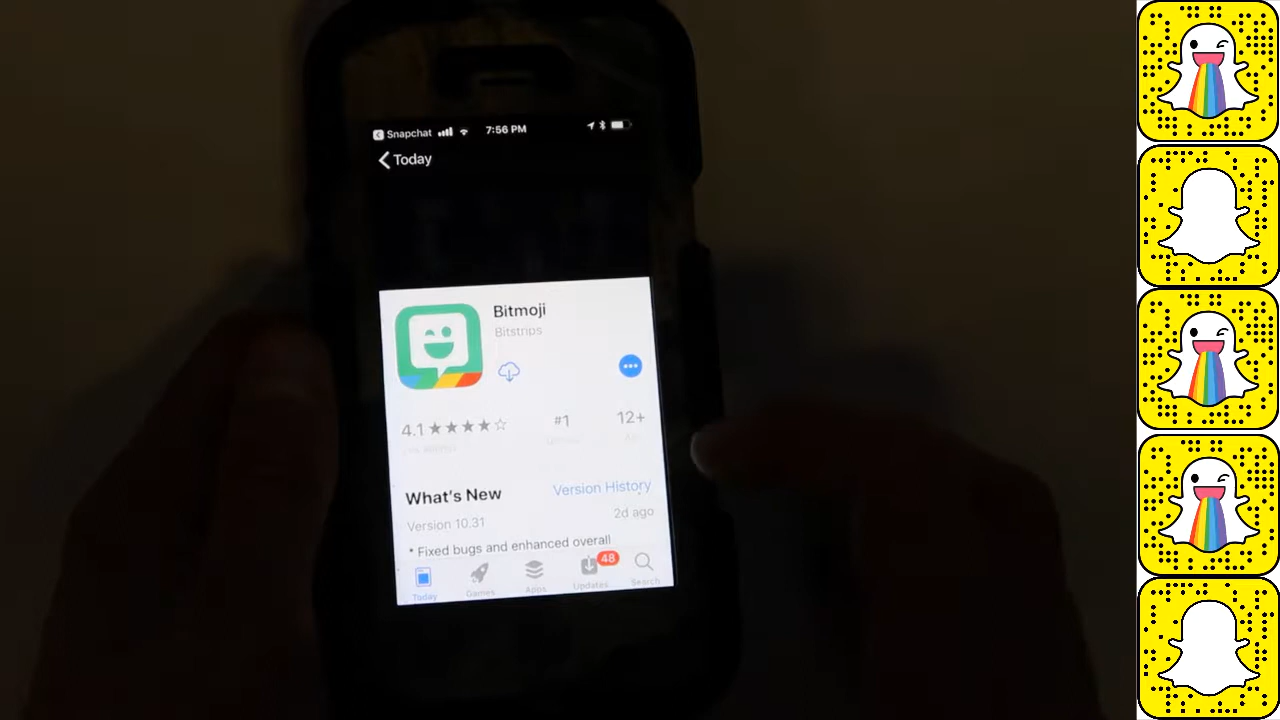 Snapchat 7:56 PM
Today
Bitmoji
Bitstrips
4.1 #1 12+
What's New Version History
Version 10.31 2d ago
* Fixed bugs and enhanced overall
48
Today Games Apps Updates Search